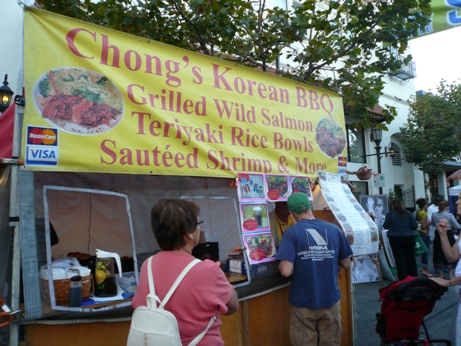 Chong's Korean BBQ
Grilled Wild Salmon
Teriyaki Rice Bowls
Sautéed Shrimp & More
MasterCard
VISA